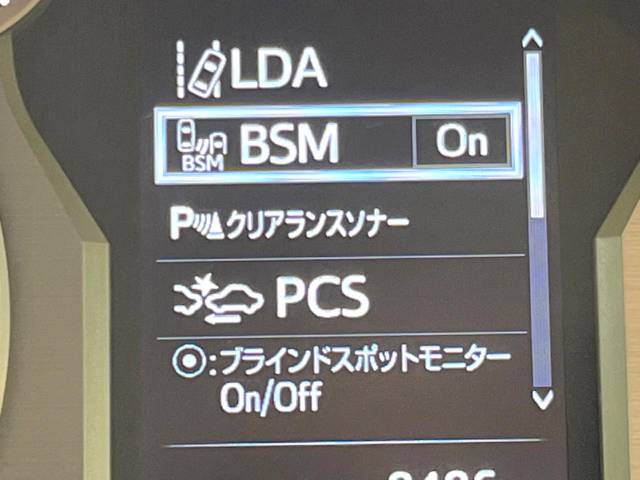 LDA
BSM
BSM On
P クリアランスソナー
PCS
:ブラインドスポットモニター
On/Off